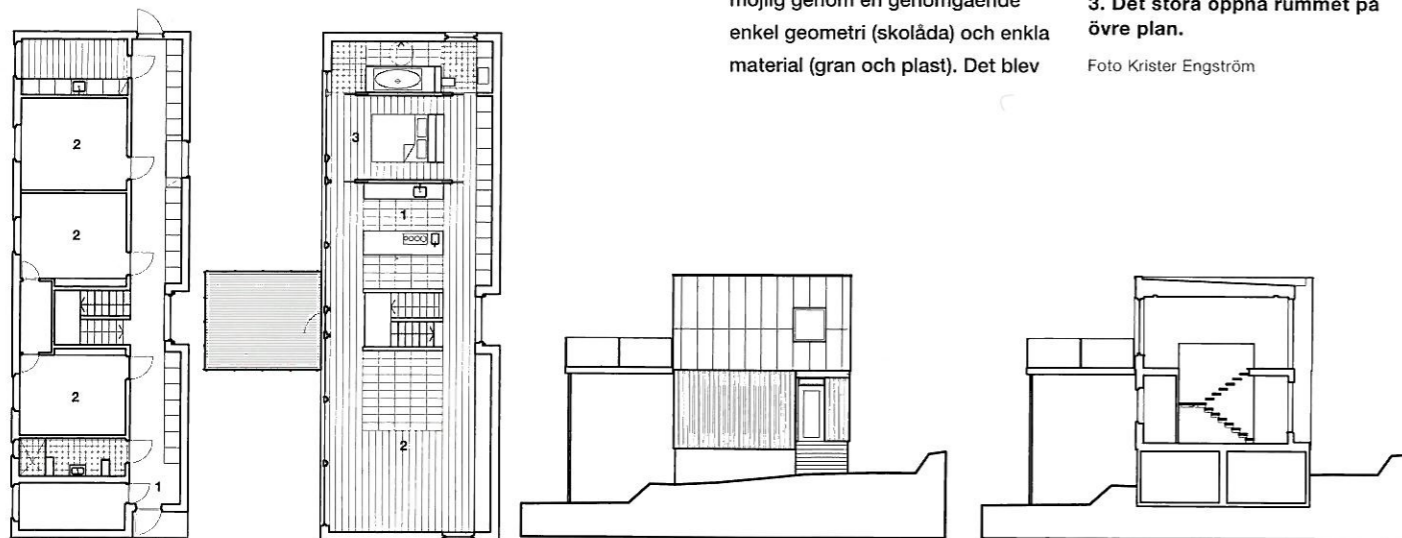 möjlig genom en genomgående
enkel geometri (skolåda) och enkla
material (gran och plast). Det blev
3. Det stora öppna rummet på
övre plan.
Foto Krister Engström
2
2
2
1
3
1
2